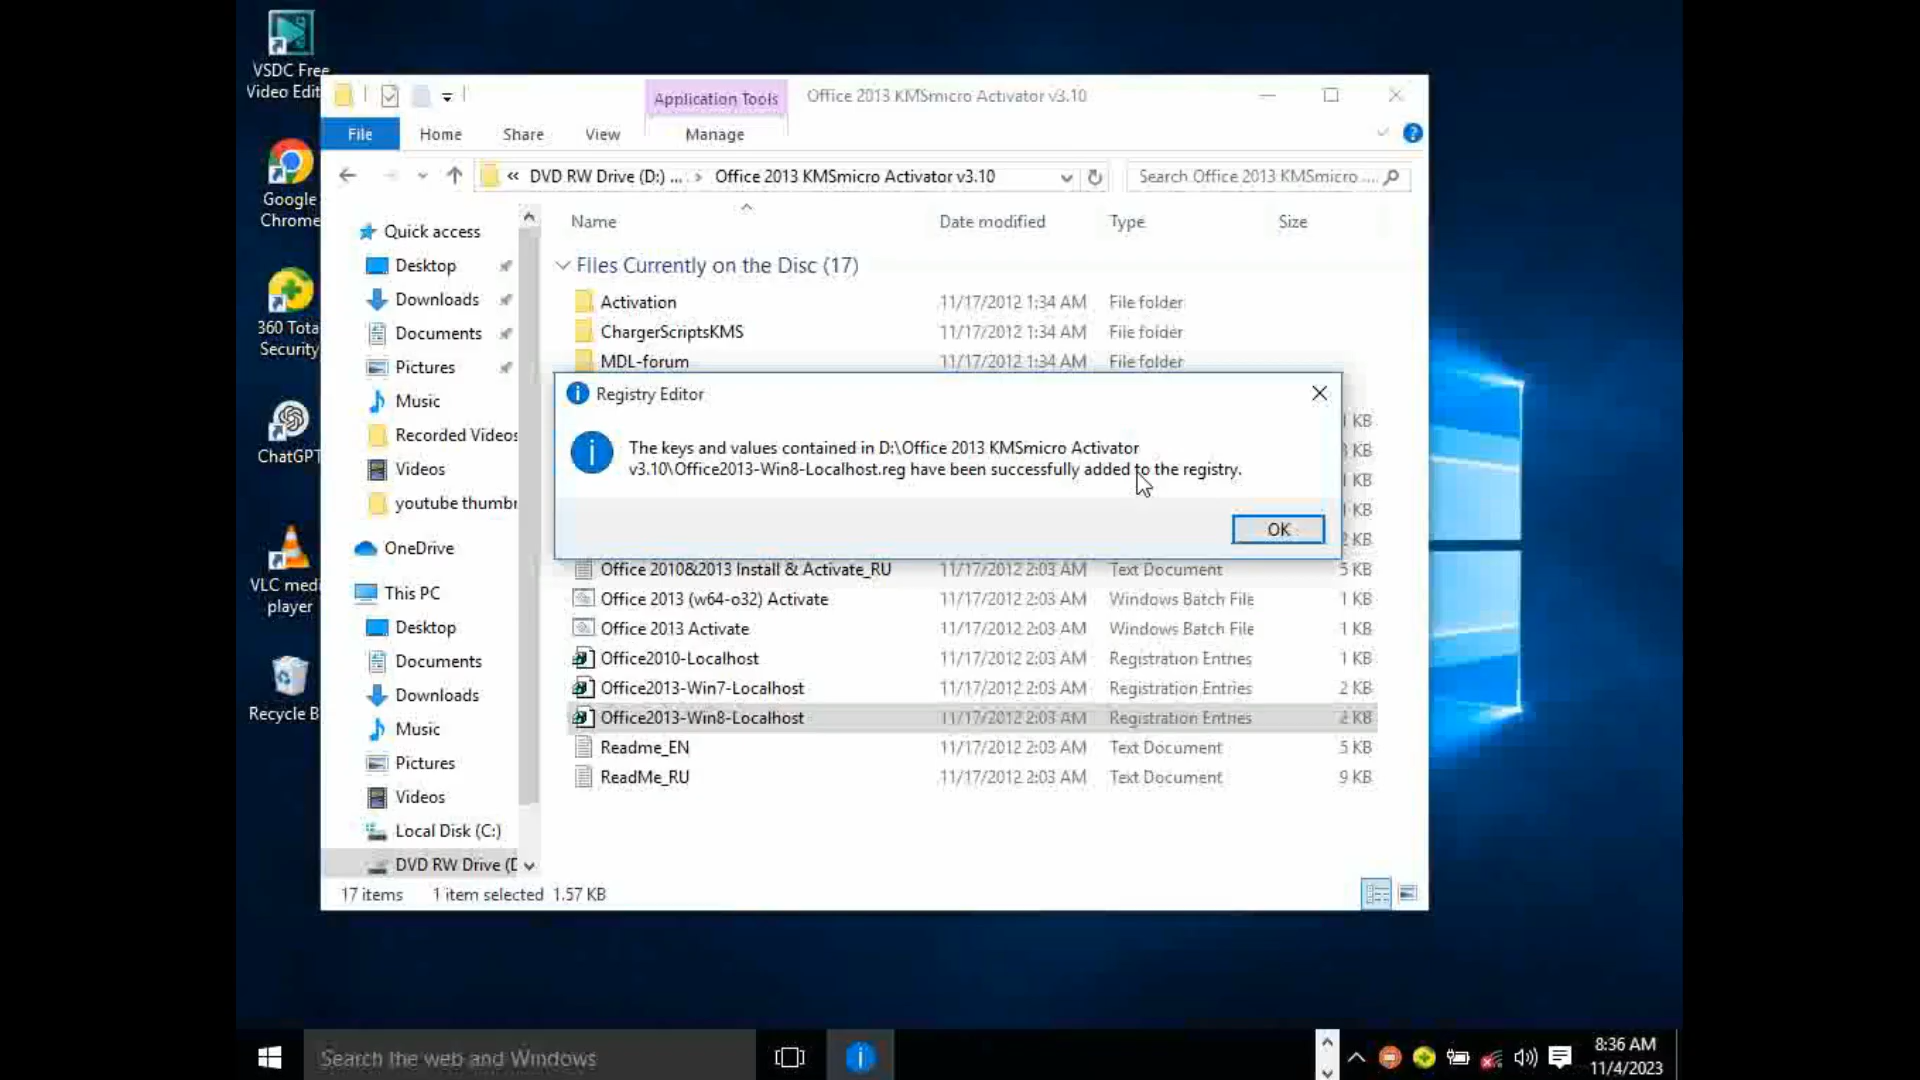 VSDC Free
Video Edit
Google
Chrome
360 Tota
Security
ChatGPT
VLC medi
player
Recycle B
Application Tools
Office 2013 KMSmicro Activator v3.10
File
Home
Share
View
Manage
« DVD RW Drive (D:) ... > Office 2013 KMSmicro Activator v3.10
Search Office 2013 KMSmicro ....
Quick access
Desktop
Downloads
Documents
Pictures
Music
Recorded Videos
Videos
youtube thumbr
OneDrive
This PC
Desktop
Documents
Downloads
Music
Pictures
Videos
Local Disk (C:)
DVD RW Drive (D
Name Date modified Type Size
Files Currently on the Disc (17)
Activation 11/17/2012 1:34 AM File folder
ChargerScriptsKMS 11/17/2012 1:34 AM File folder
MDL-forum 11/17/2012 1:34 AM File folder
Registry Editor
The keys and values contained in D:\Office 2013 KMSmicro Activator
v3.10\Office2013-Win8-Localhost.reg have been successfully added to the registry.
OK
KB
KB
KB
KB
2 KB
Office 2010&2013 Install & Activate_RU 11/17/2012 2:03 AM Text Document 5 KB
Office 2013 (w64-o32) Activate 11/17/2012 2:03 AM Windows Batch File 1 KB
Office 2013 Activate 11/17/2012 2:03 AM Windows Batch File 1 KB
Office2010-Localhost 11/17/2012 2:03 AM Registration Entries 1 KB
Office2013-Win7-Localhost 11/17/2012 2:03 AM Registration Entries 2 KB
Office2013-Win8-Localhost 11/17/2012 2:03 AM Registration Entries 2 KB
Readme_EN 11/17/2012 2:03 AM Text Document 5 KB
ReadMe_RU 11/17/2012 2:03 AM Text Document 9 KB
17 items 1 item selected 1.57 KB
Search the web and Windows
8:36 AM
11/4/2023